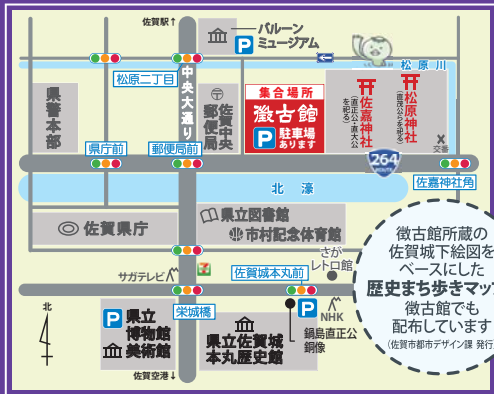 佐賀駅↑
バルーン
ミュージアム
P
松原二丁目
松原川
中央大通り
県警本部
〒
佐賀中央
郵便局
集合場所
徴古館
P 駐車場
あります
佐嘉神社
(直正公・直大公
を祀る)
松原神社
(直茂公らを祀る)
交番
県庁前
郵便局前
264
ROUTE
佐嘉神社角
北濠
佐賀県庁
県立図書館
市村記念体育館
さが
レトロ館
サガテレビ
7
佐賀城本丸前
栄城橋
北
P 県立
博物館
美術館
県立佐賀城
本丸歴史館
P
NHK
鍋島直正公
銅像
佐賀空港↓
徴古館所蔵の
佐賀城下絵図を
ベースにした
歴史まち歩きマップ
徴古館でも
配布しています
(佐賀市都市デザイン課 発行)